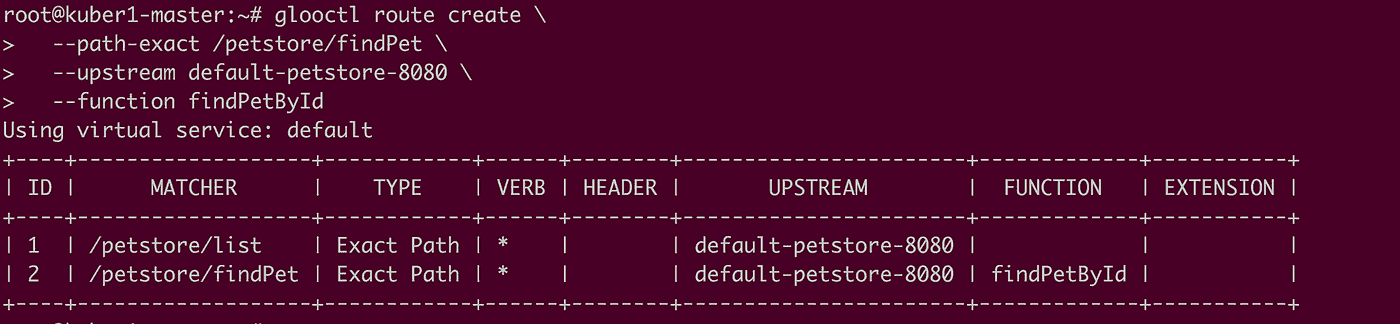 root@kuber1-master:~# glooctl route create \
>   --path-exact /petstore/findPet \
>   --upstream default-petstore-8080 \
>   --function findPetById
Using virtual service: default
+----+-------------------+------------+------+--------+-----------------------+-------------+-----------+
| ID |      MATCHER      |    TYPE    | VERB | HEADER |       UPSTREAM        |  FUNCTION   | EXTENSION |
+----+-------------------+------------+------+--------+-----------------------+-------------+-----------+
| 1  | /petstore/list    | Exact Path | *    |        | default-petstore-8080 |             |           |
| 2  | /petstore/findPet | Exact Path | *    |        | default-petstore-8080 | findPetById |           |
+----+-------------------+------------+------+--------+-----------------------+-------------+-----------+